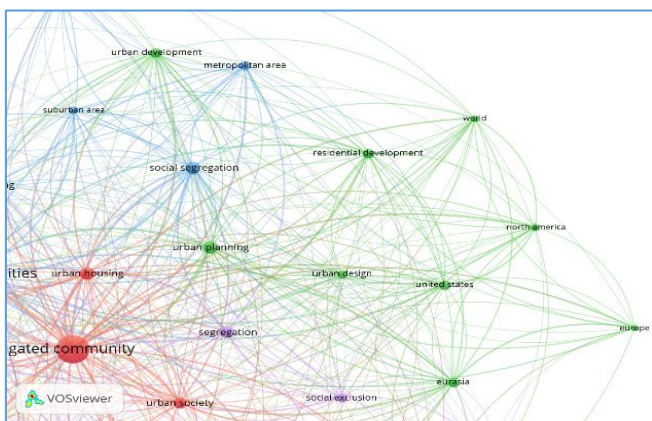 urban development
metropolitan area
suburban area
world
residential development
social segregation
ng
north america
urban planning
ities
urban housing
urban design
united states
europe
segregation
gated community
eurasia
social exclusion
urban society
VOSviewer